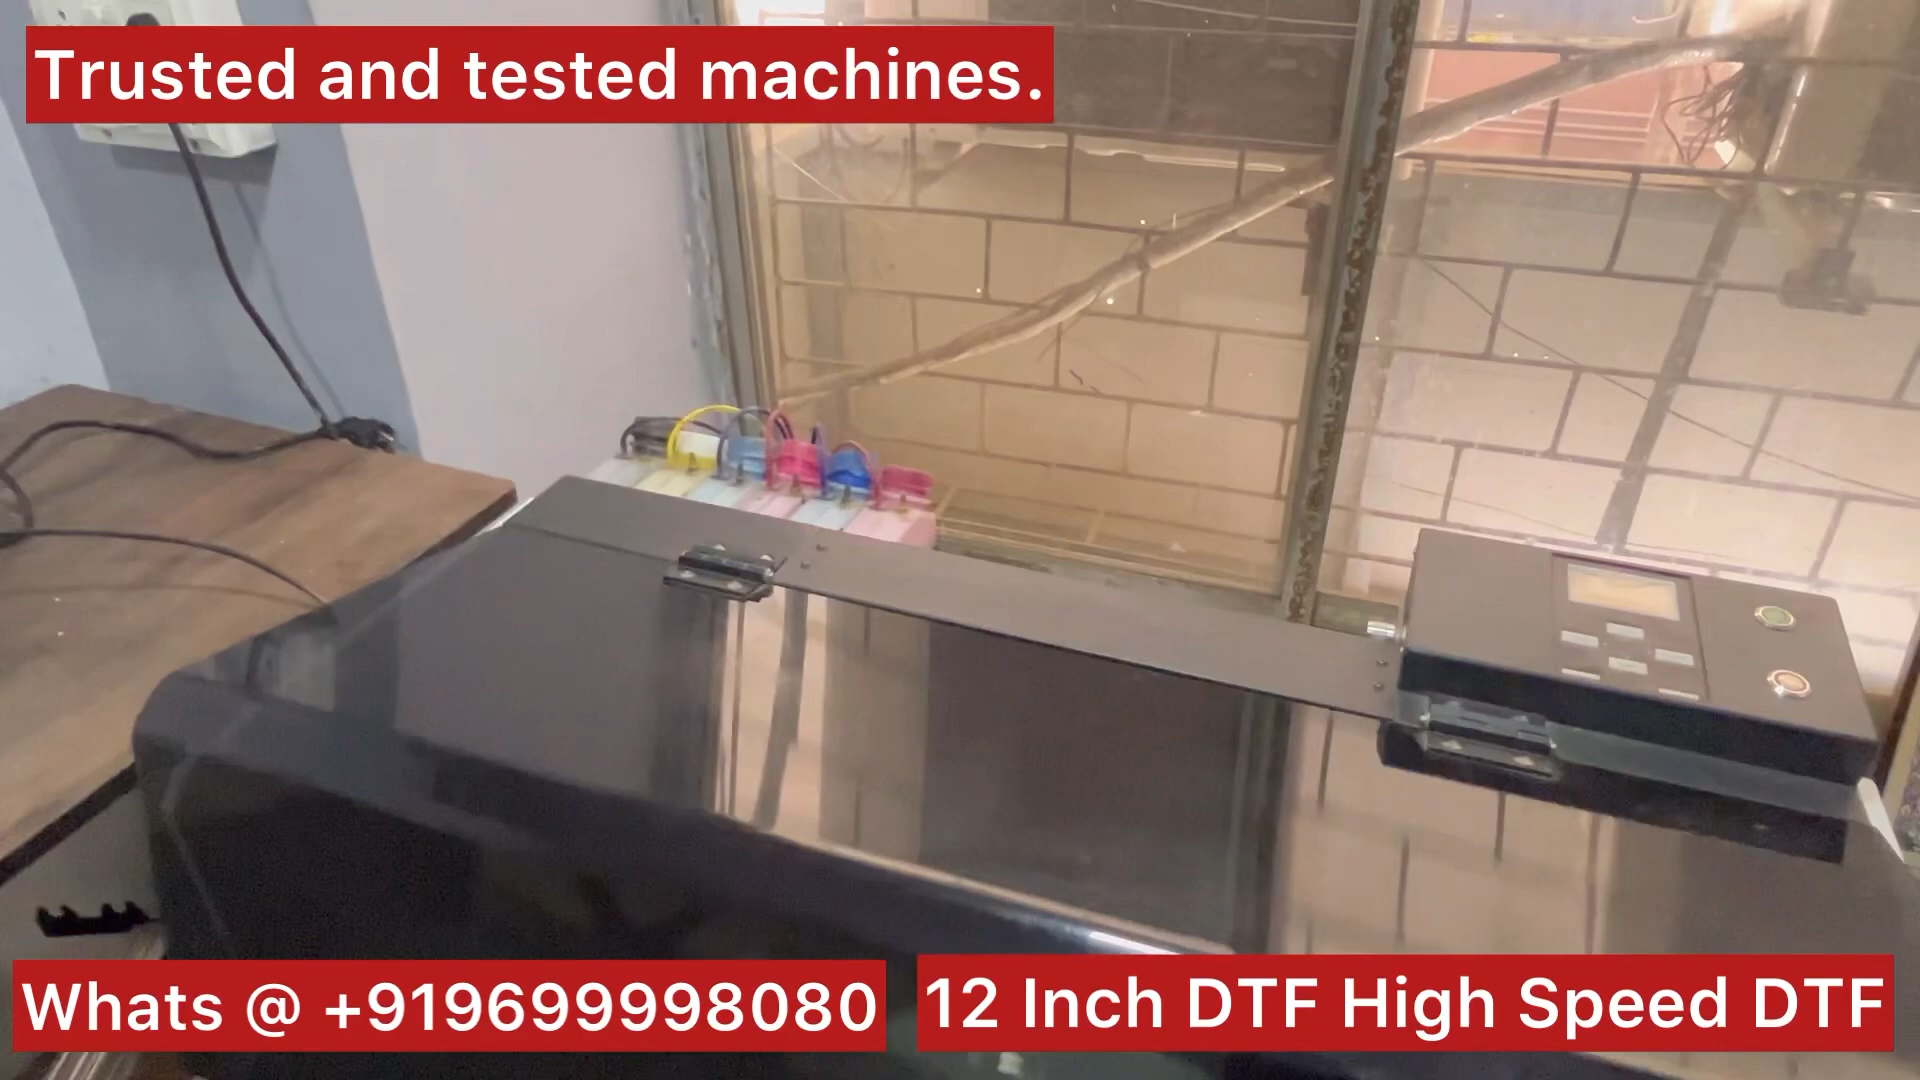 Trusted and tested machines.
Whats @ +919699998080
12 Inch DTF High Speed DTF